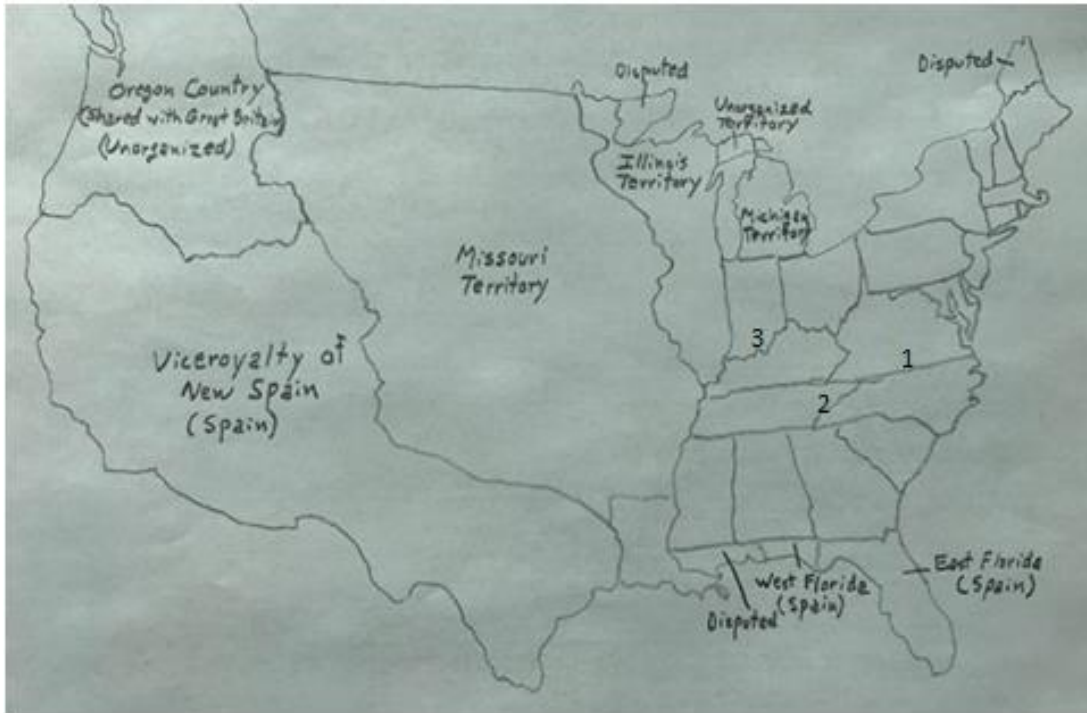 Disputed
Disputed
Oregon Country
(Shared with Great Britain)
(Unorganized)
Unorganized
Territory
Illinois
Territory
Michigan
Territory
Missouri
Territory
3
1
Viceroyalty of
New Spain
(Spain)
2
East Florida
(Spain)
West Florida
(Spain)
Disputed